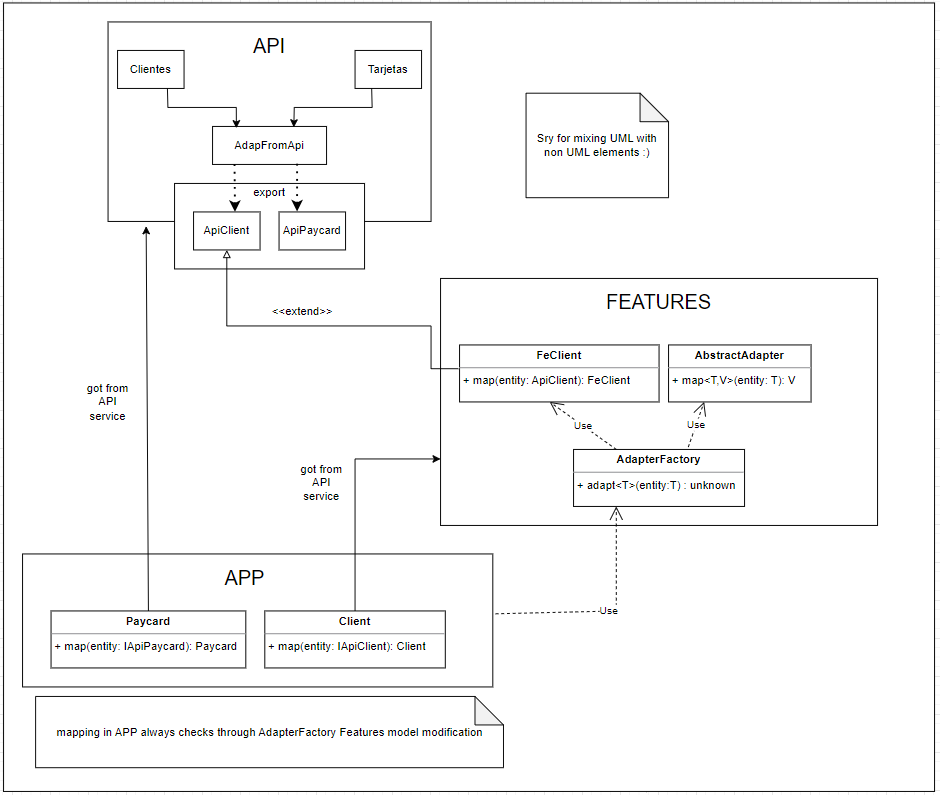 API
Clientes
Tarjetas
AdapFromApi
export
ApiClient
ApiPaycard
Sry for mixing UML with
non UML elements :)
<<extend>>
FEATURES
FeClient
+ map(entity: ApiClient): FeClient
AbstractAdapter
+ map<T,V>(entity: T): V
Use
Use
AdapterFactory
+ adapt<T>(entity:T) : unknown
got from
API
service
got from
API
service
APP
Paycard
+ map(entity: IApiPaycard): Paycard
Client
+ map(entity: IApiClient): Client
Use
mapping in APP always checks through AdapterFactory Features model modification